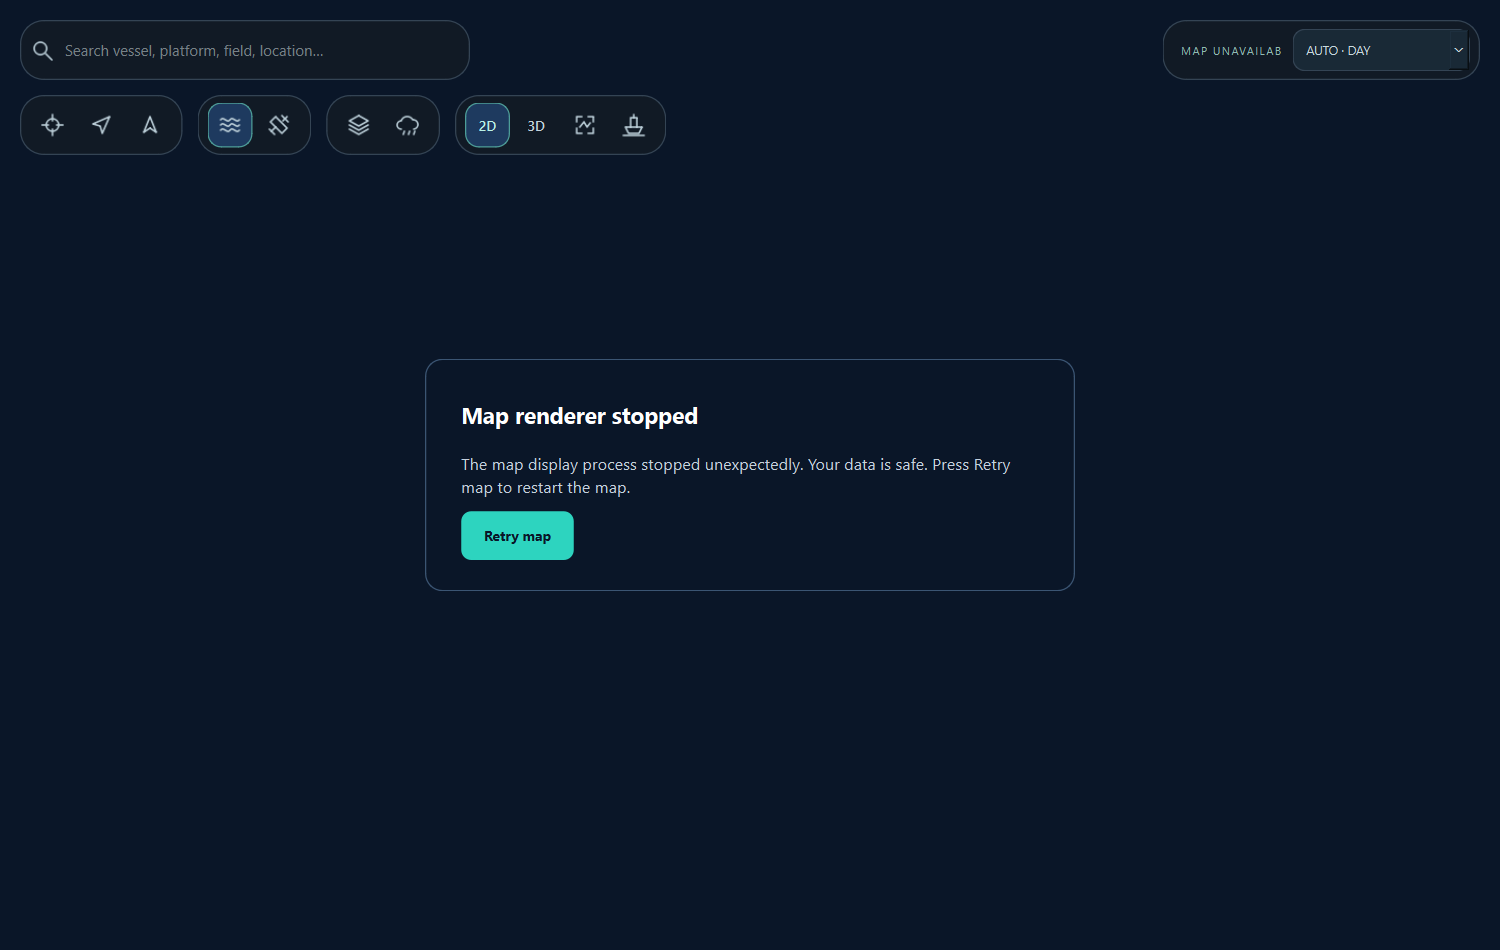 Search vessel, platform, field, location...
MAP UNAVAILAB
AUTO · DAY
2D
3D
Map renderer stopped
The map display process stopped unexpectedly. Your data is safe. Press Retry
map to restart the map.
Retry map